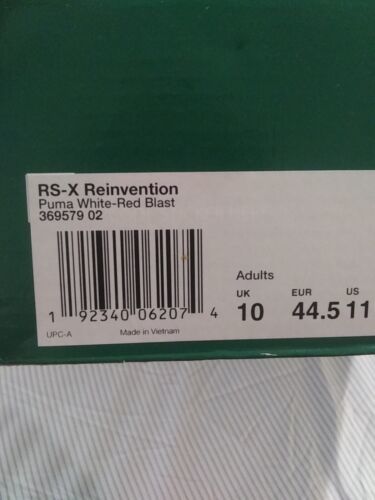 RS-X Reinvention
Puma White-Red Blast
369579 02
1 92340 06207 4
UPC-A Made in Vietnam
Adults
UK EUR US
10 44.5 11